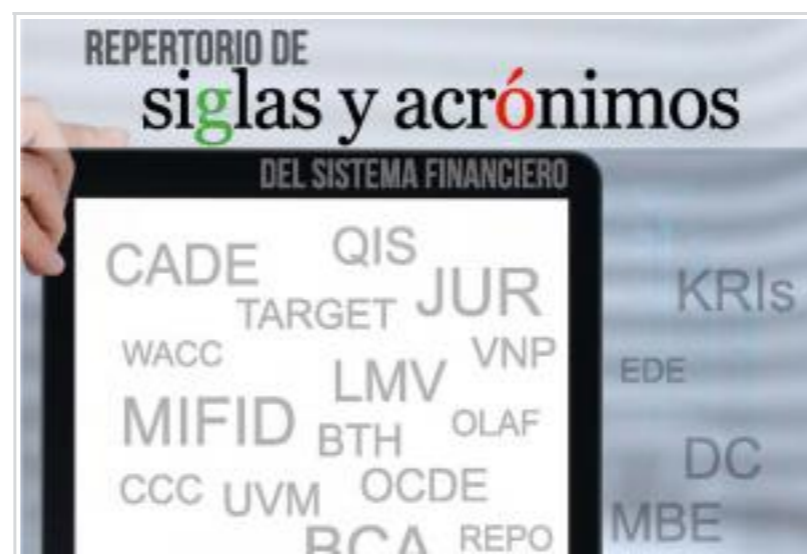 REPERTORIO DE
siglas y acrónimos
DEL SISTEMA FINANCIERO
CADE QIS
TARGET JUR KRIs
WACC LMV VNP EDE
MIFID BTH OLAF
CCC UVM OCDE DC
BCA REPO MBE